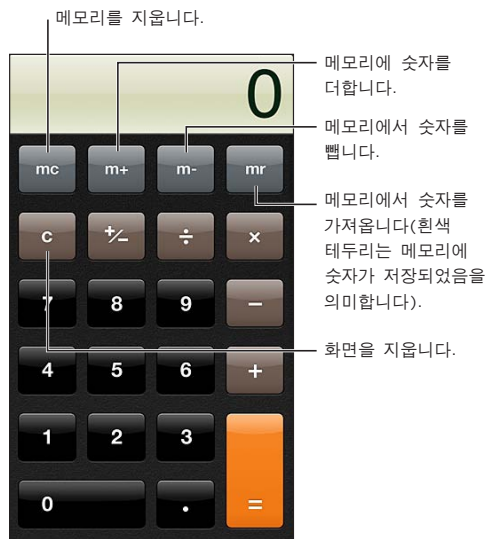 메모리를 지웁니다.
0
메모리에 숫자를
더합니다.
메모리에서 숫자를
뺍니다.
mc m+ m- mr
메모리에서 숫자를
가져옵니다(흰색
테두리는 메모리에
숫자가 저장되었음을
의미합니다).
c +/− ÷ ×
7 8 9 −
화면을 지웁니다.
4 5 6 +
1 2 3
0 . =